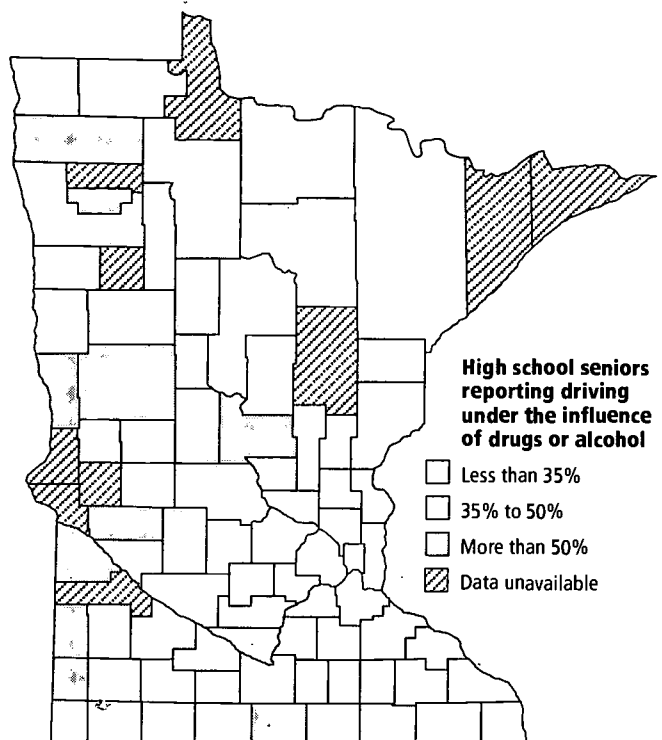 High school seniors
reporting driving
under the influence
of drugs or alcohol
Less than 35%
35% to 50%
More than 50%
Data unavailable